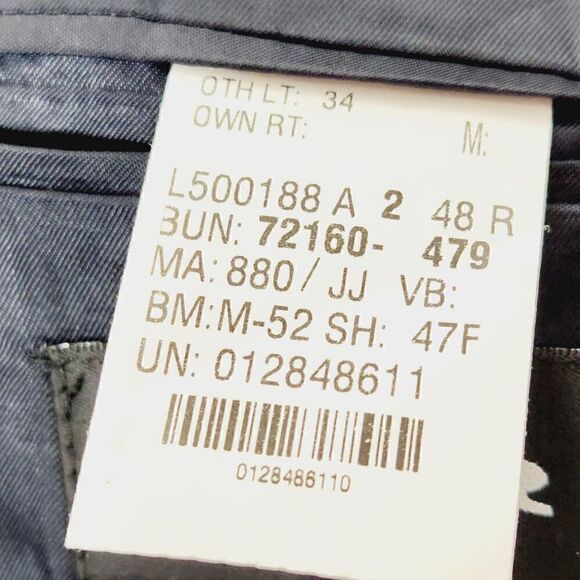 OTH LT: 34
OWN RT: M:
L500188 A 2 48 R
BUN: 72160- 479
MA: 880/ JJ VB:
BM:M-52 SH: 47F
UN: 012848611
0128486110